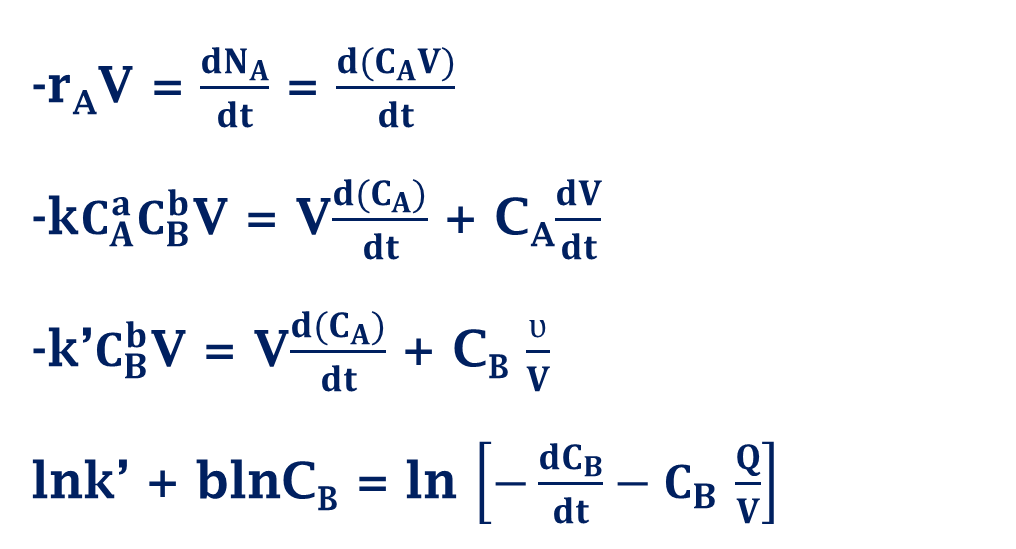 -r_A V = dN_A/dt = d(C_A V)/dt
-kC_A^a C_B^b V = V d(C_A)/dt + C_A dV/dt
-k’C_B^b V = V d(C_A)/dt + C_B υ/V
lnk’ + blnC_B = ln [− dC_B/dt − C_B Q/V]